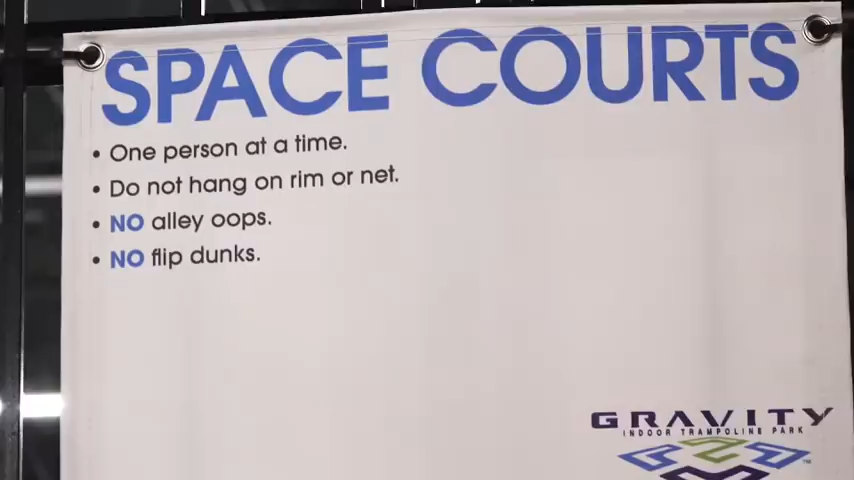 SPACE COURTS
• One person at a time.
• Do not hang on rim or net.
• NO alley oops.
• NO flip dunks.
GRAVITY
INDOOR TRAMPOLINE PARK
TM